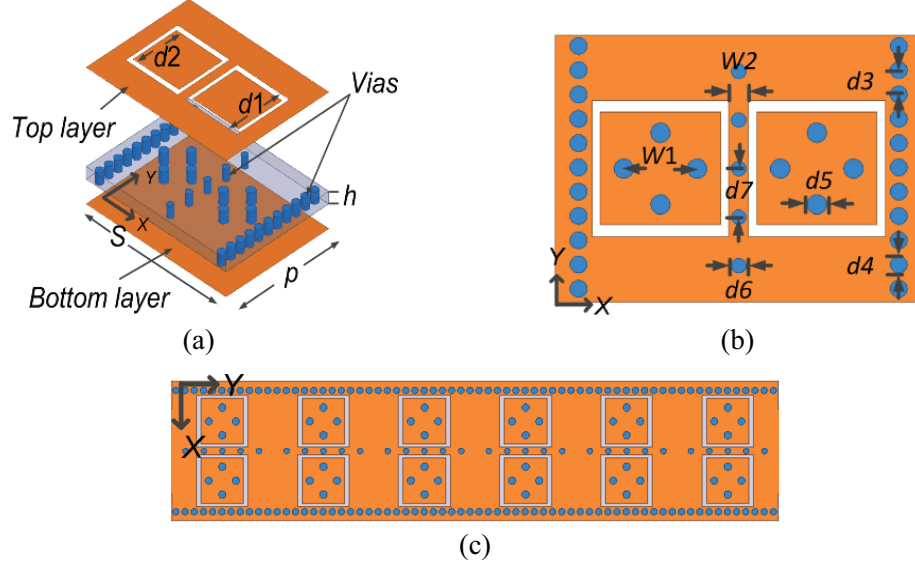 d2
d1
Vias
Top layer
Y
X
h
S
p
Bottom layer
(a)
W2
d3
W1
d7
d5
d4
d6
Y
X
(b)
Y
X
(c)